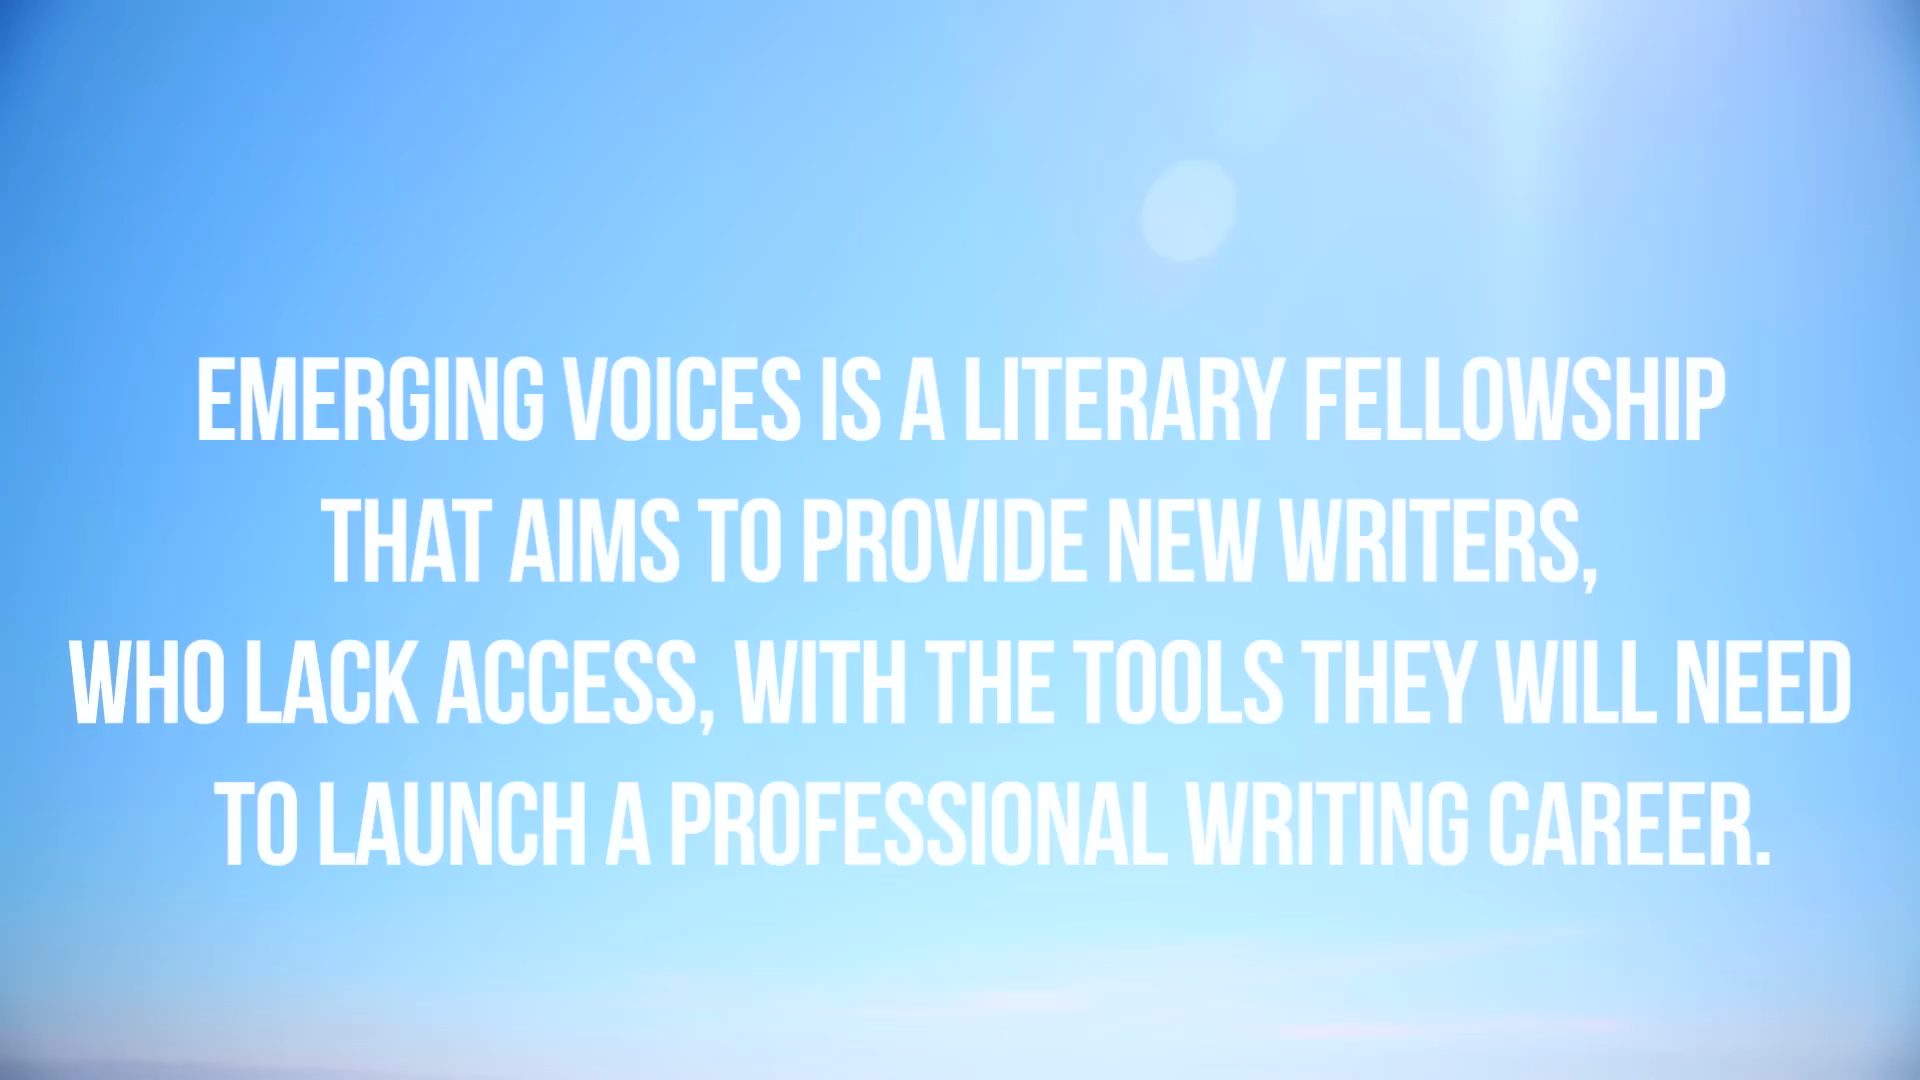 EMERGING VOICES IS A LITERARY FELLOWSHIP
THAT AIMS TO PROVIDE NEW WRITERS,
WHO LACK ACCESS, WITH THE TOOLS THEY WILL NEED
TO LAUNCH A PROFESSIONAL WRITING CAREER.